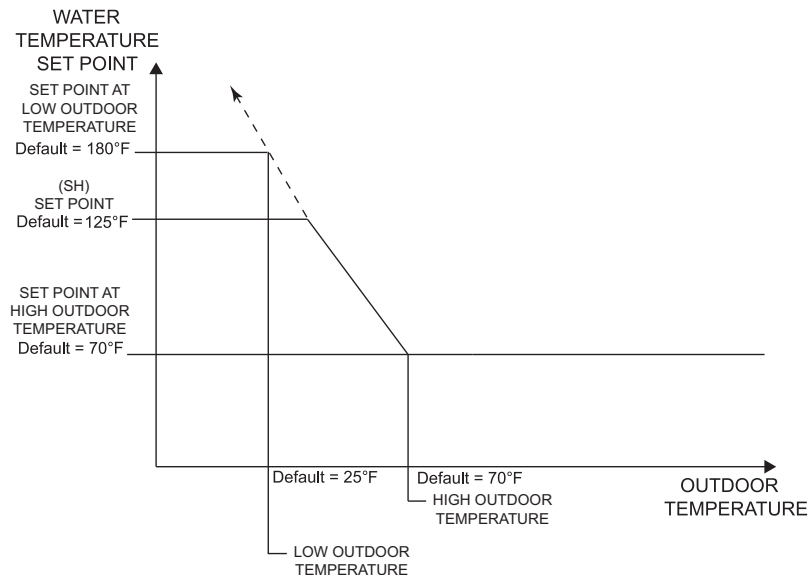 WATER
TEMPERATURE
SET POINT
SET POINT AT
LOW OUTDOOR
TEMPERATURE
Default = 180°F
(SH)
SET POINT
Default =125°F
SET POINT AT
HIGH OUTDOOR
TEMPERATURE
Default = 70°F
Default = 25°F
Default = 70°F
OUTDOOR
TEMPERATURE
HIGH OUTDOOR
TEMPERATURE
LOW OUTDOOR
TEMPERATURE